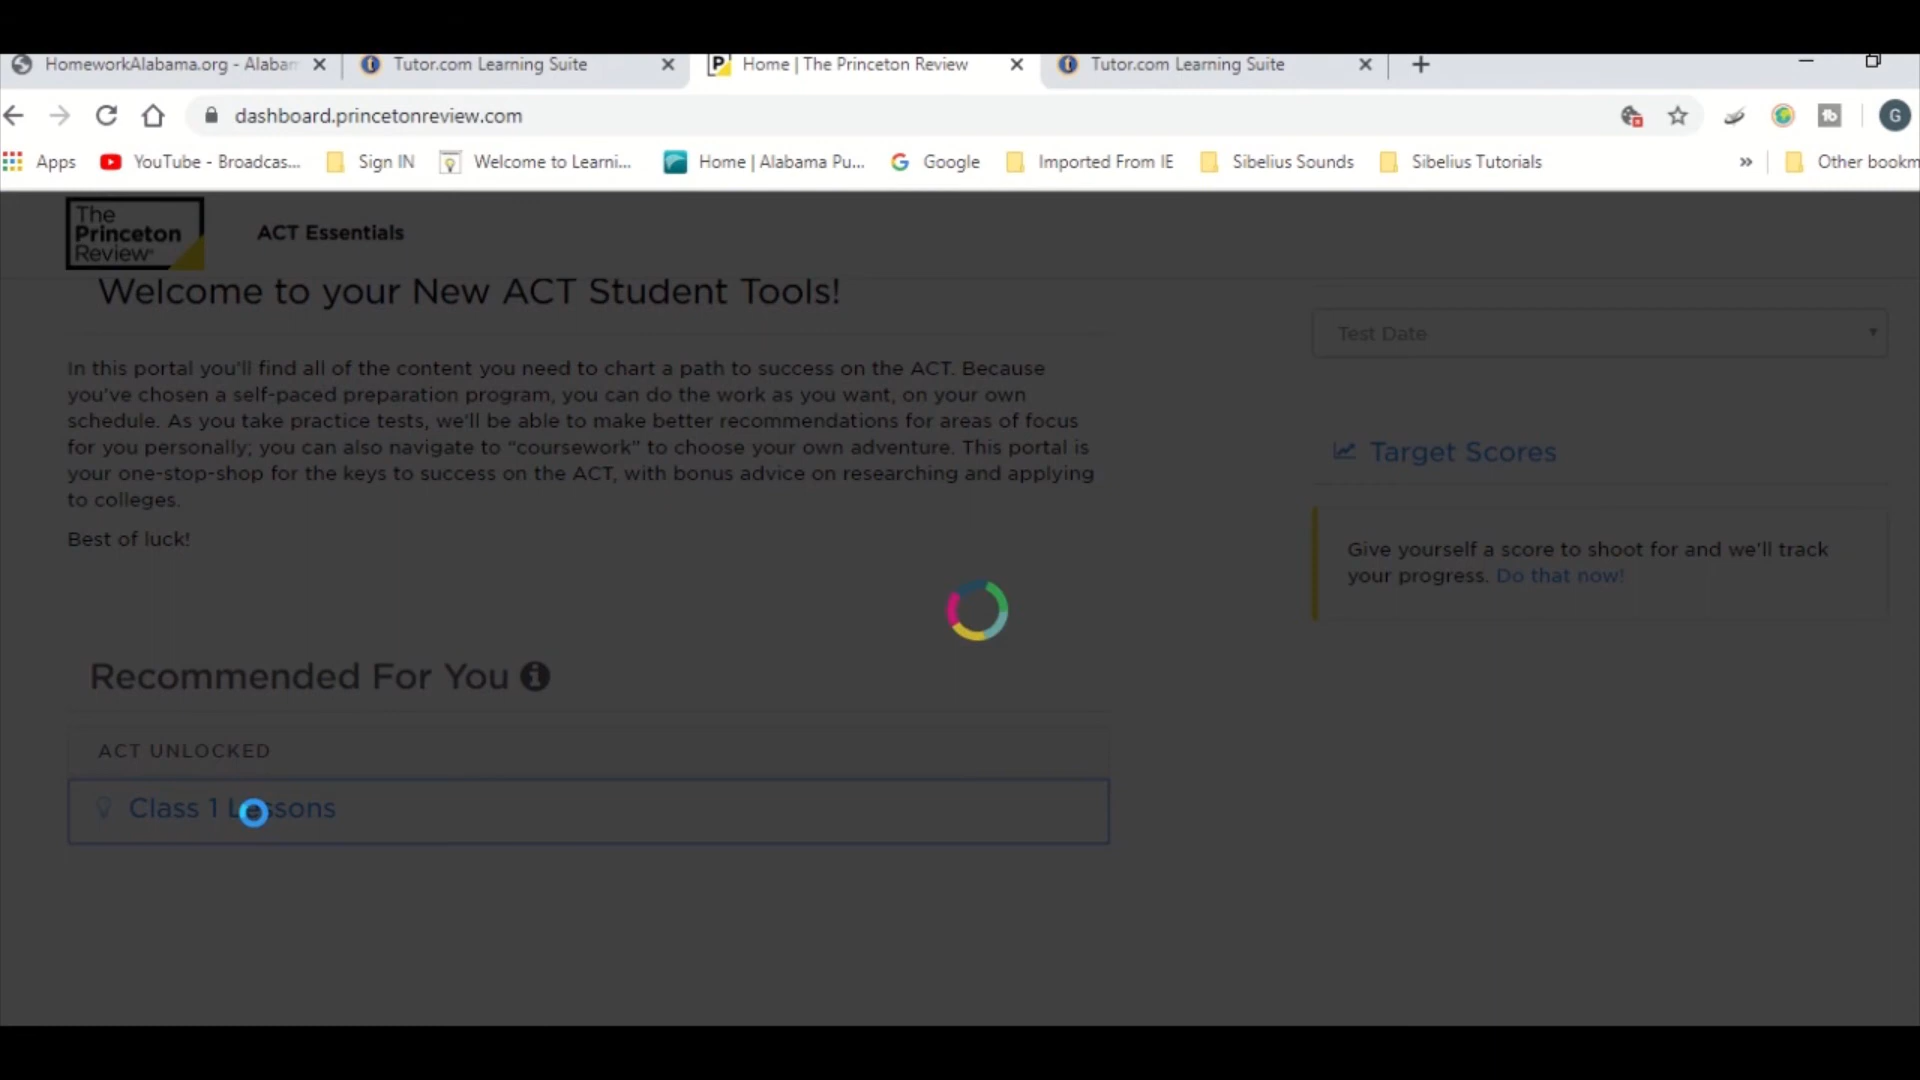 HomeworkAlabama.org - Alabam
Tutor.com Learning Suite
Home | The Princeton Review
Tutor.com Learning Suite
dashboard.princetonreview.com
G
Apps
YouTube - Broadcas...
Sign IN
Welcome to Learni...
Home | Alabama Pu...
Google
Imported From IE
Sibelius Sounds
Sibelius Tutorials
»
Other bookm
The
Princeton
Review
ACT Essentials
Welcome to your New ACT Student Tools!
In this portal you'll find all of the content you need to chart a path to success on the ACT. Because
you've chosen a self-paced preparation program, you can do the work as you want, on your own
schedule. As you take practice tests, we'll be able to make better recommendations for areas of focus
for you personally; you can also navigate to “coursework” to choose your own adventure. This portal is
your one-stop-shop for the keys to success on the ACT, with bonus advice on researching and applying
to colleges.
Best of luck!
Test Date
Target Scores
Give yourself a score to shoot for and we'll track
your progress. Do that now!
Recommended For You
ACT UNLOCKED
Class 1 Lessons